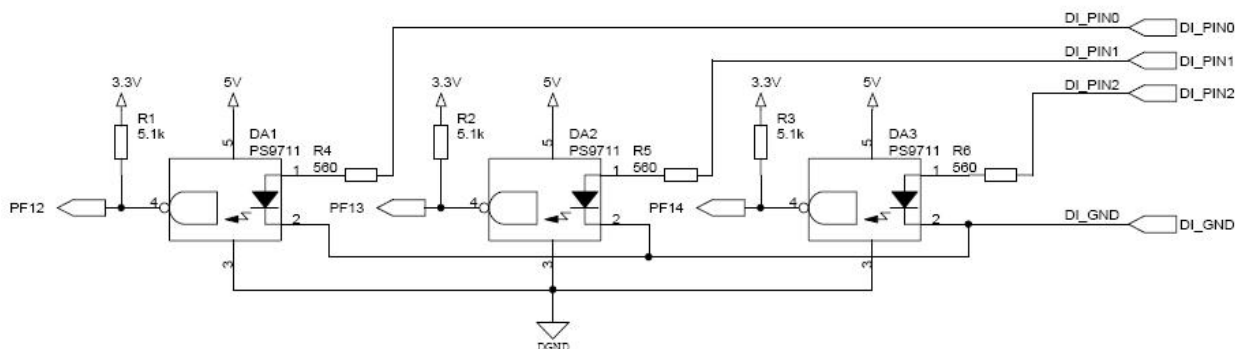 DI_PIN0 DI_PIN0
DI_PIN1 DI_PIN1
DI_PIN2 DI_PIN2
3.3V 5V 3.3V 5V 3.3V 5V
R1 R2 R3
5.1k 5.1k 5.1k
5 5 5
DA1 DA2 DA3
PS9711 R4 PS9711 R5 PS9711 R6
560 1 560 1 560 1
PF12 4 PF13 4 PF14 4
2 2 2 DI_GND DI_GND
3 3 3
DGND